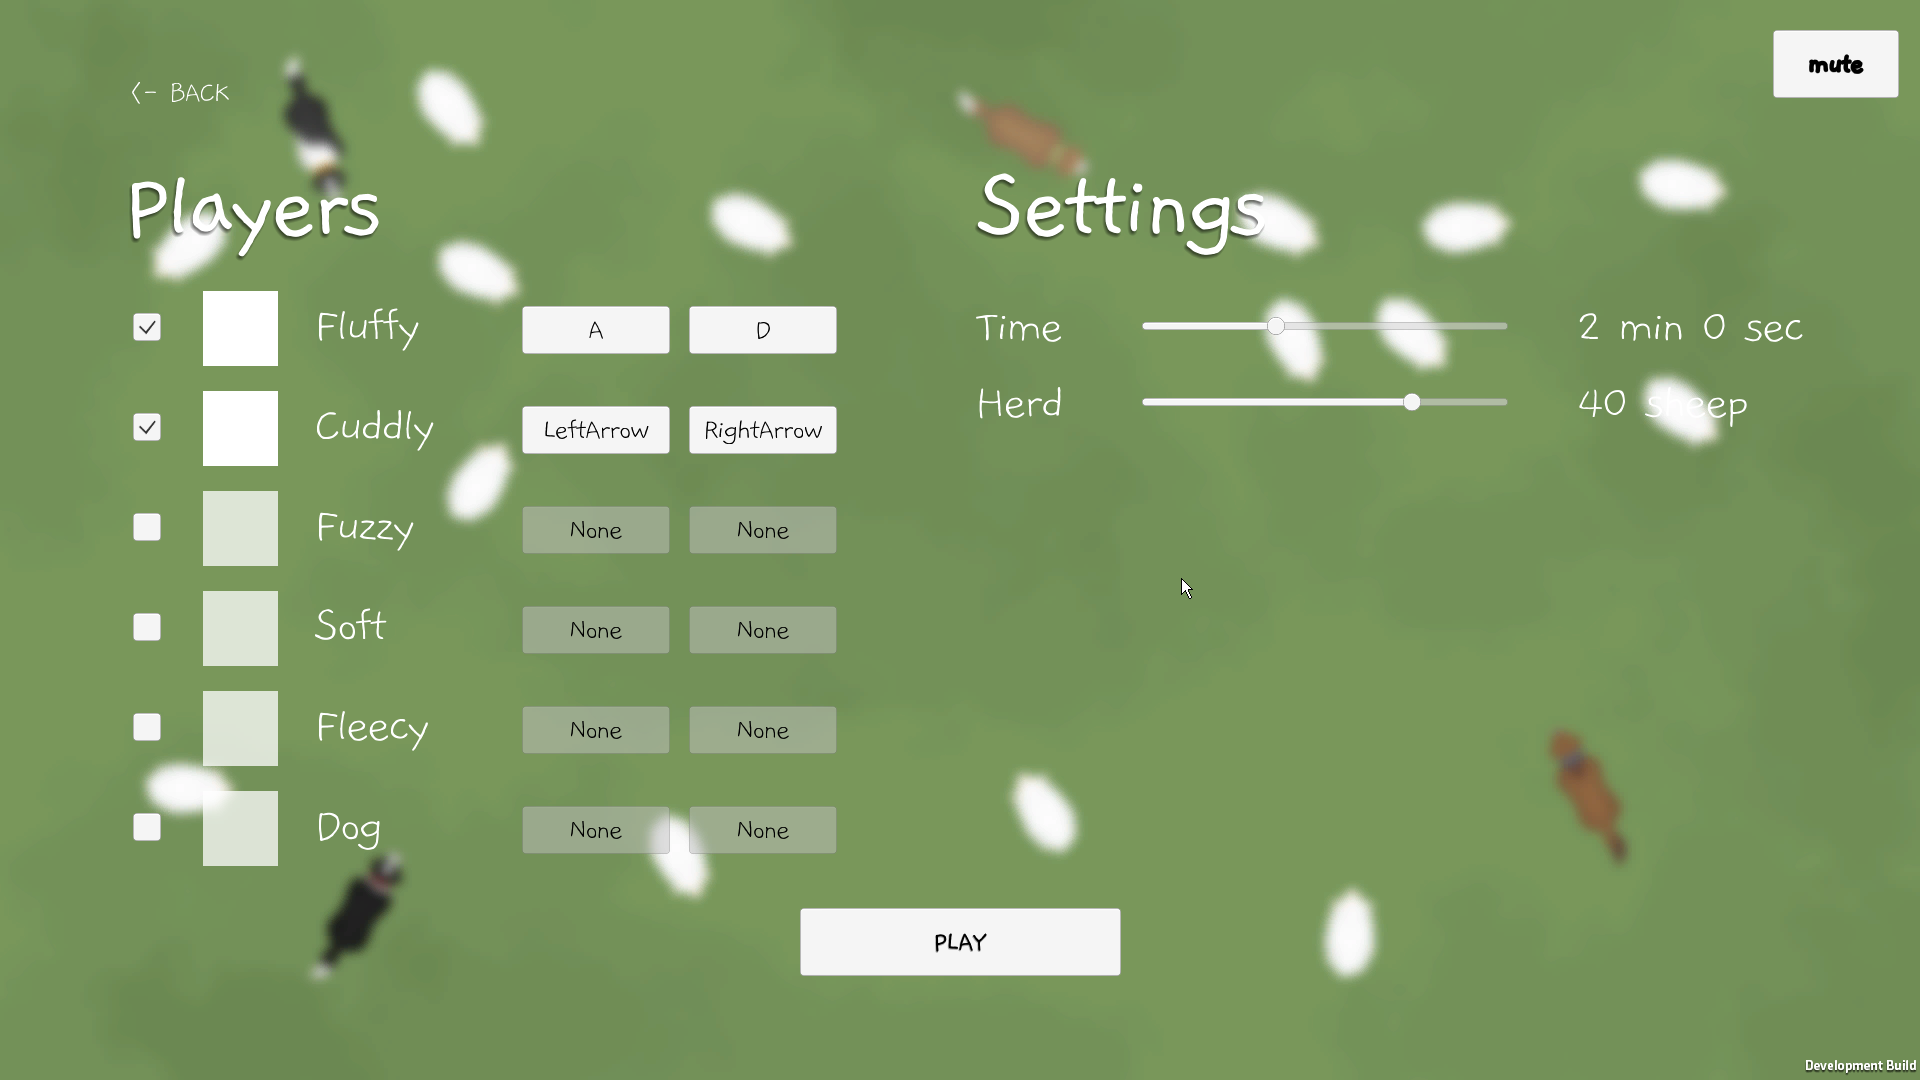 <- BACK
mute
Players
Fluffy A D
Cuddly LeftArrow RightArrow
Fuzzy None None
Soft None None
Fleecy None None
Dog None None
Settings
Time 2 min 0 sec
Herd 40 sheep
PLAY
Development Build